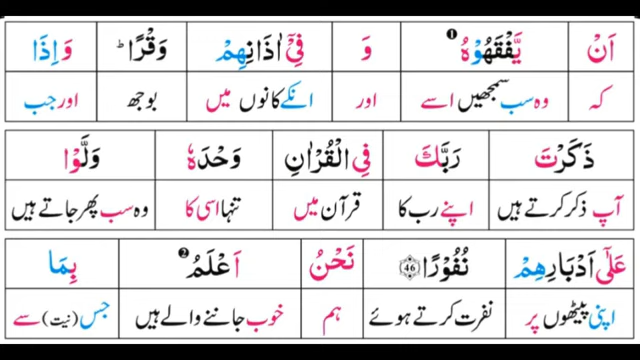 اَنْ يَّفْقَهُوْهُ ❶ وَ فِيْۤ اٰذَانِهِمْ وَقْرًا ؕ وَاِذَا
کہ وہ سب سمجھیں اسے اور انکے کانوں میں بوجھ اور جب
ذَكَرْتَ رَبَّكَ فِي الْقُرْاٰنِ وَحْدَهٗ وَلَّوْا
آپ ذکر کرتے ہیں اپنے رب کا قرآن میں تنہا اسی کا وہ سب پھر جاتے ہیں
عَلٰۤى اَدْبَارِهِمْ نُفُوْرًا 46 نَحْنُ اَعْلَمُ ❷ بِمَا
اپنی پیٹھوں پر نفرت کرتے ہوئے ہم خوب جاننے والے ہیں جس (نیت) سے